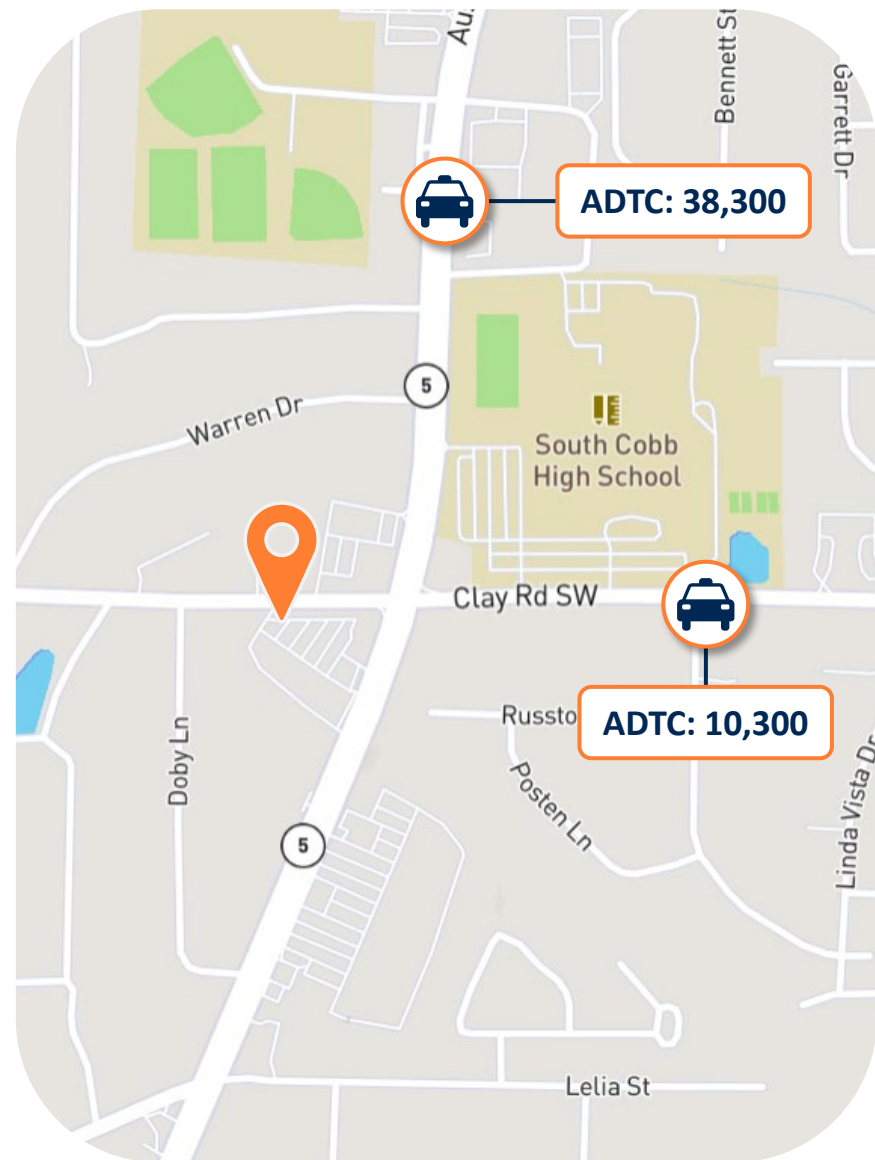 Au
Bennett St
Garrett Dr
ADTC: 38,300
5
Warren Dr
South Cobb
High School
Clay Rd SW
Russto
ADTC: 10,300
Doby Ln
Posten Ln
Linda Vista Dr
5
Lelia St